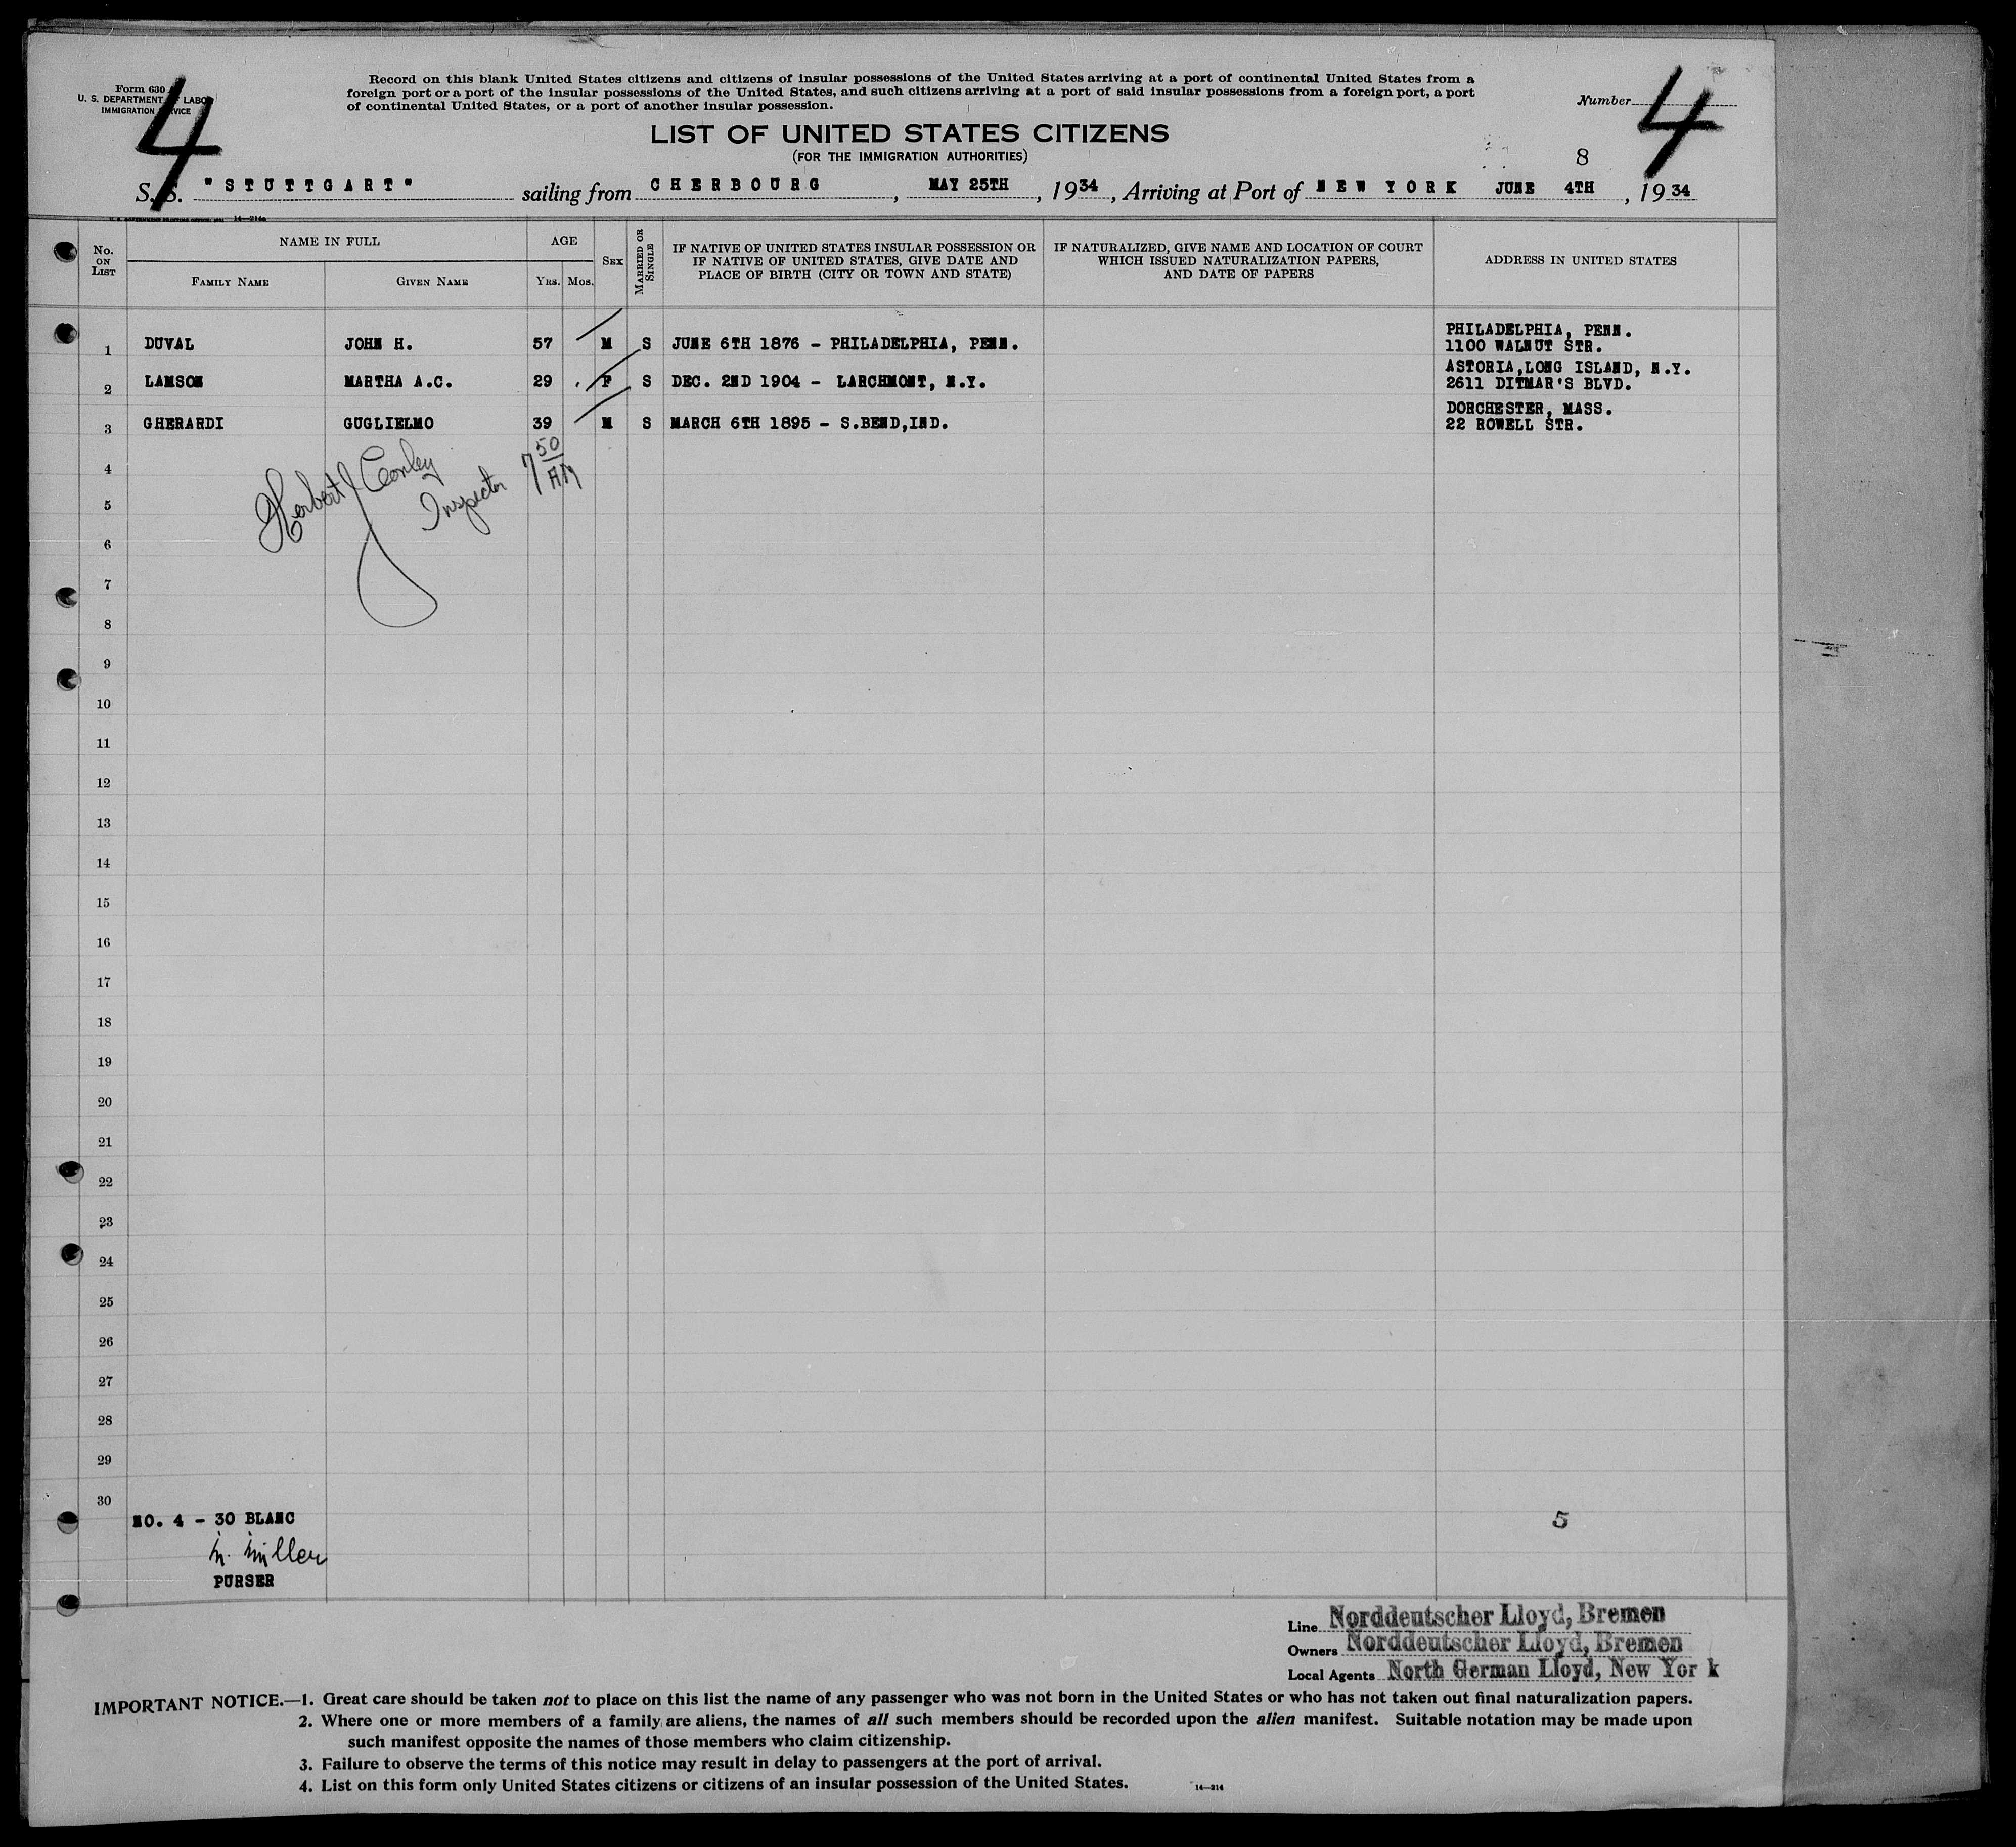 Form 630
U. S. DEPARTMENT OF LABOR
IMMIGRATION SERVICE
4
Record on this blank United States citizens and citizens of insular possessions of the United States arriving at a port of continental United States from a
foreign port or a port of the insular possessions of the United States, and such citizens arriving at a port of said insular possessions from a foreign port, a port
of continental United States, or a port of another insular possession.
Number 4
LIST OF UNITED STATES CITIZENS
(FOR THE IMMIGRATION AUTHORITIES)
8
S.S. "STUTTGART" sailing from CHERBOURG, MAY 25TH, 1934, Arriving at Port of NEW YORK JUNE 4TH, 1934
14—214a
No. ON LIST
NAME IN FULL
FAMILY NAME
GIVEN NAME
AGE
YRS. MOS.
SEX
MARRIED OR SINGLE
IF NATIVE OF UNITED STATES INSULAR POSSESSION OR
IF NATIVE OF UNITED STATES, GIVE DATE AND
PLACE OF BIRTH (CITY OR TOWN AND STATE)
IF NATURALIZED, GIVE NAME AND LOCATION OF COURT
WHICH ISSUED NATURALIZATION PAPERS,
AND DATE OF PAPERS
ADDRESS IN UNITED STATES
PHILADELPHIA, PENN.
1 DUVAL JOHN H. 57 M S JUNE 6TH 1876 - PHILADELPHIA, PENN. 1100 WALNUT STR.
ASTORIA,LONG ISLAND, N.Y.
2 LAMSON MARTHA A.C. 29 F S DEC. 2ND 1904 - LARCHMONT, N.Y. 2611 DITMAR'S BLVD.
DORCHESTER, MASS.
3 GHERARDI GUGLIELMO 39 M S MARCH 6TH 1895 - S.BEND,IND. 22 ROWELL STR.
Herbert J Conley
Inspector 7 50 AM
4
5
6
7
8
9
10
11
12
13
14
15
16
17
18
19
20
21
22
23
24
25
26
27
28
29
30
NO. 4 - 30 BLANC
5
M. Miller
PURSER
Line Norddeutscher Lloyd, Bremen
Owners Norddeutscher Lloyd, Bremen
Local Agents North German Lloyd, New York
IMPORTANT NOTICE.—1. Great care should be taken not to place on this list the name of any passenger who was not born in the United States or who has not taken out final naturalization papers.
2. Where one or more members of a family are aliens, the names of all such members should be recorded upon the alien manifest. Suitable notation may be made upon
such manifest opposite the names of those members who claim citizenship.
3. Failure to observe the terms of this notice may result in delay to passengers at the port of arrival.
4. List on this form only United States citizens or citizens of an insular possession of the United States.
14—214